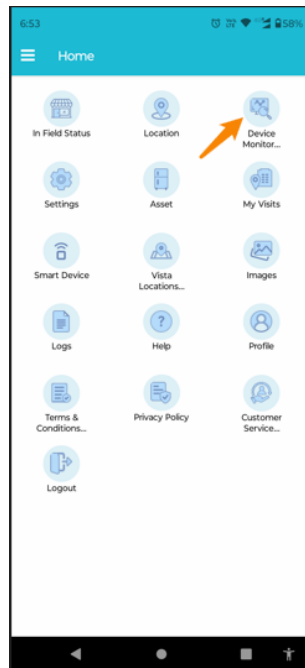 6:53
58%
Home
In Field Status
Location
Device
Monitor...
Settings
Asset
My Visits
Smart Device
Vista
Locations...
Images
Logs
Help
Profile
Terms &
Conditions...
Privacy Policy
Customer
Service...
Logout